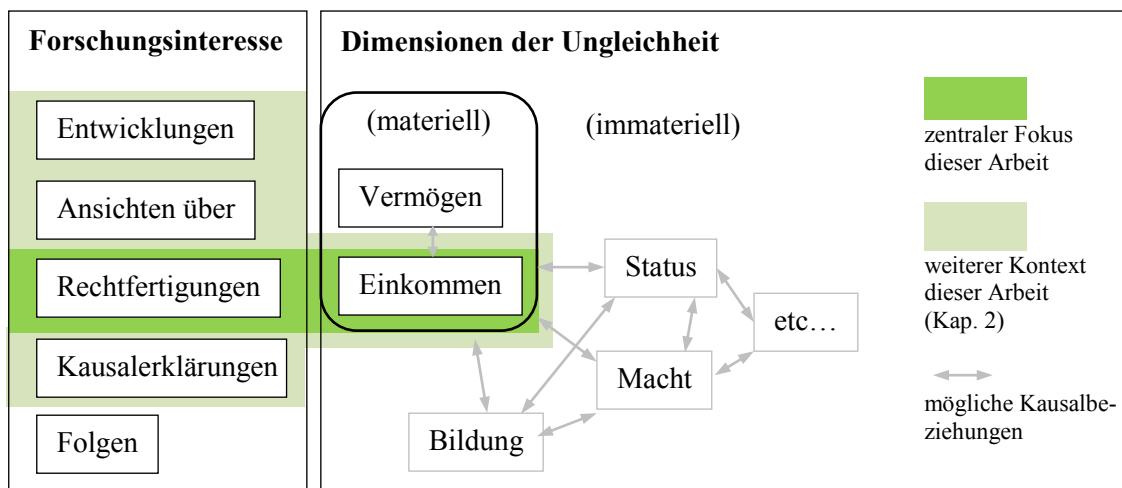 Forschungsinteresse
Entwicklungen
Ansichten über
Rechtfertigungen
Kausalerklärungen
Folgen
Dimensionen der Ungleichheit
(materiell)
(immateriell)
Vermögen
Einkommen
Status
etc…
Macht
Bildung
zentraler Fokus
dieser Arbeit
weiterer Kontext
dieser Arbeit
(Kap. 2)
mögliche Kausalbe-
ziehungen